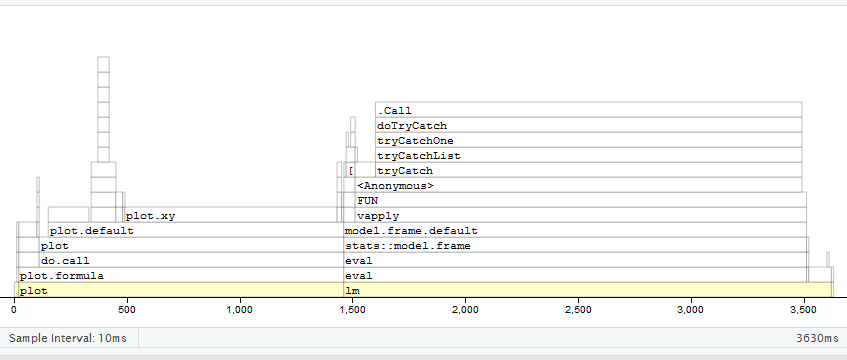 .Call
doTryCatch
tryCatchOne
tryCatchList
[ tryCatch
<Anonymous>
FUN
plot.xy vapply
plot.default model.frame.default
plot stats::model.frame
do.call eval
plot.formula eval
plot lm
0 500 1,000 1,500 2,000 2,500 3,000 3,500
Sample Interval: 10ms 3630ms